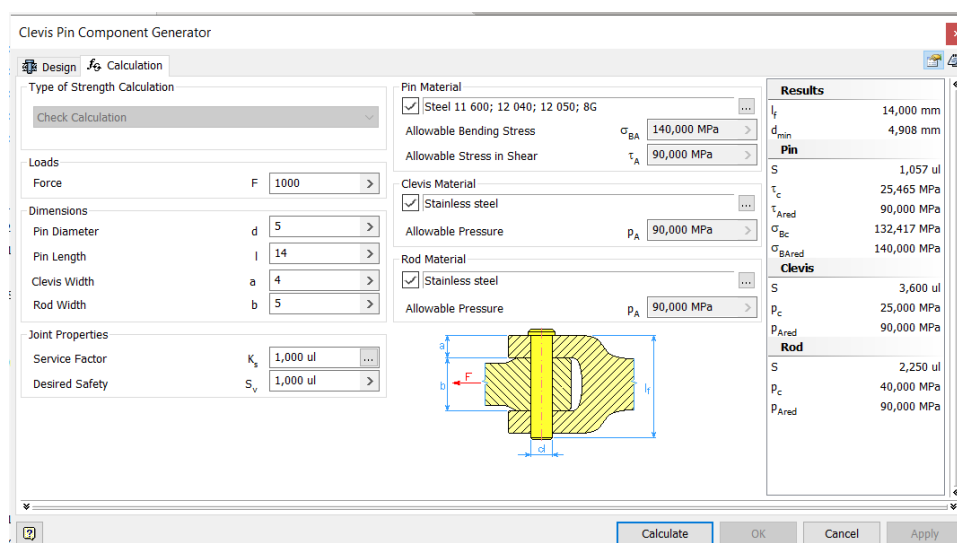 Clevis Pin Component Generator
Design
Calculation
Type of Strength Calculation
Check Calculation
Loads
Force F 1000
Dimensions
Pin Diameter d 5
Pin Length l 14
Clevis Width a 4
Rod Width b 5
Joint Properties
Service Factor Ks 1,000 ul ...
Desired Safety Sv 1,000 ul
Pin Material
Steel 11 600; 12 040; 12 050; 8G ...
Allowable Bending Stress σBA 140,000 MPa
Allowable Stress in Shear τA 90,000 MPa
Clevis Material
Stainless steel ...
Allowable Pressure pA 90,000 MPa
Rod Material
Stainless steel ...
Allowable Pressure pA 90,000 MPa
a
b
F
lf
d
Results
lf 14,000 mm
dmin 4,908 mm
Pin
S 1,057 ul
τc 25,465 MPa
τAred 90,000 MPa
σBc 132,417 MPa
σBAred 140,000 MPa
Clevis
S 3,600 ul
pc 25,000 MPa
pAred 90,000 MPa
Rod
S 2,250 ul
pc 40,000 MPa
pAred 90,000 MPa
Calculate
OK
Cancel
Apply